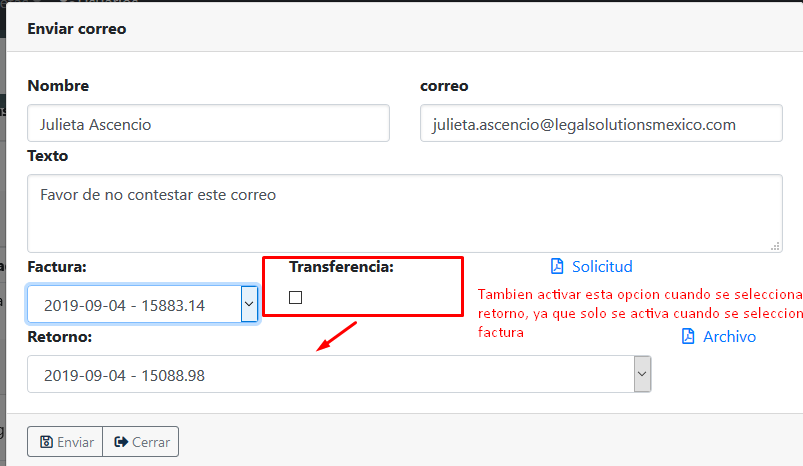 Enviar correo
Nombre
correo
Julieta Ascencio
julieta.ascencio@legalsolutionsmexico.com
Texto
Favor de no contestar este correo
Factura:
Transferencia:
Solicitud
2019-09-04 - 15883.14
Tambien activar esta opcion cuando se selecciona
retorno, ya que solo se activa cuando se seleccion
factura
Retorno:
Archivo
2019-09-04 - 15088.98
Enviar
Cerrar